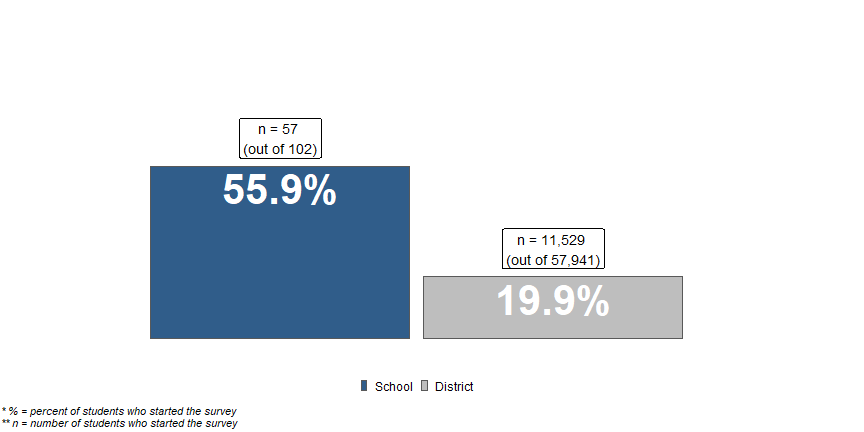 n = 57
(out of 102)
55.9%
n = 11,529
(out of 57,941)
19.9%
School District
* % = percent of students who started the survey
** n = number of students who started the survey